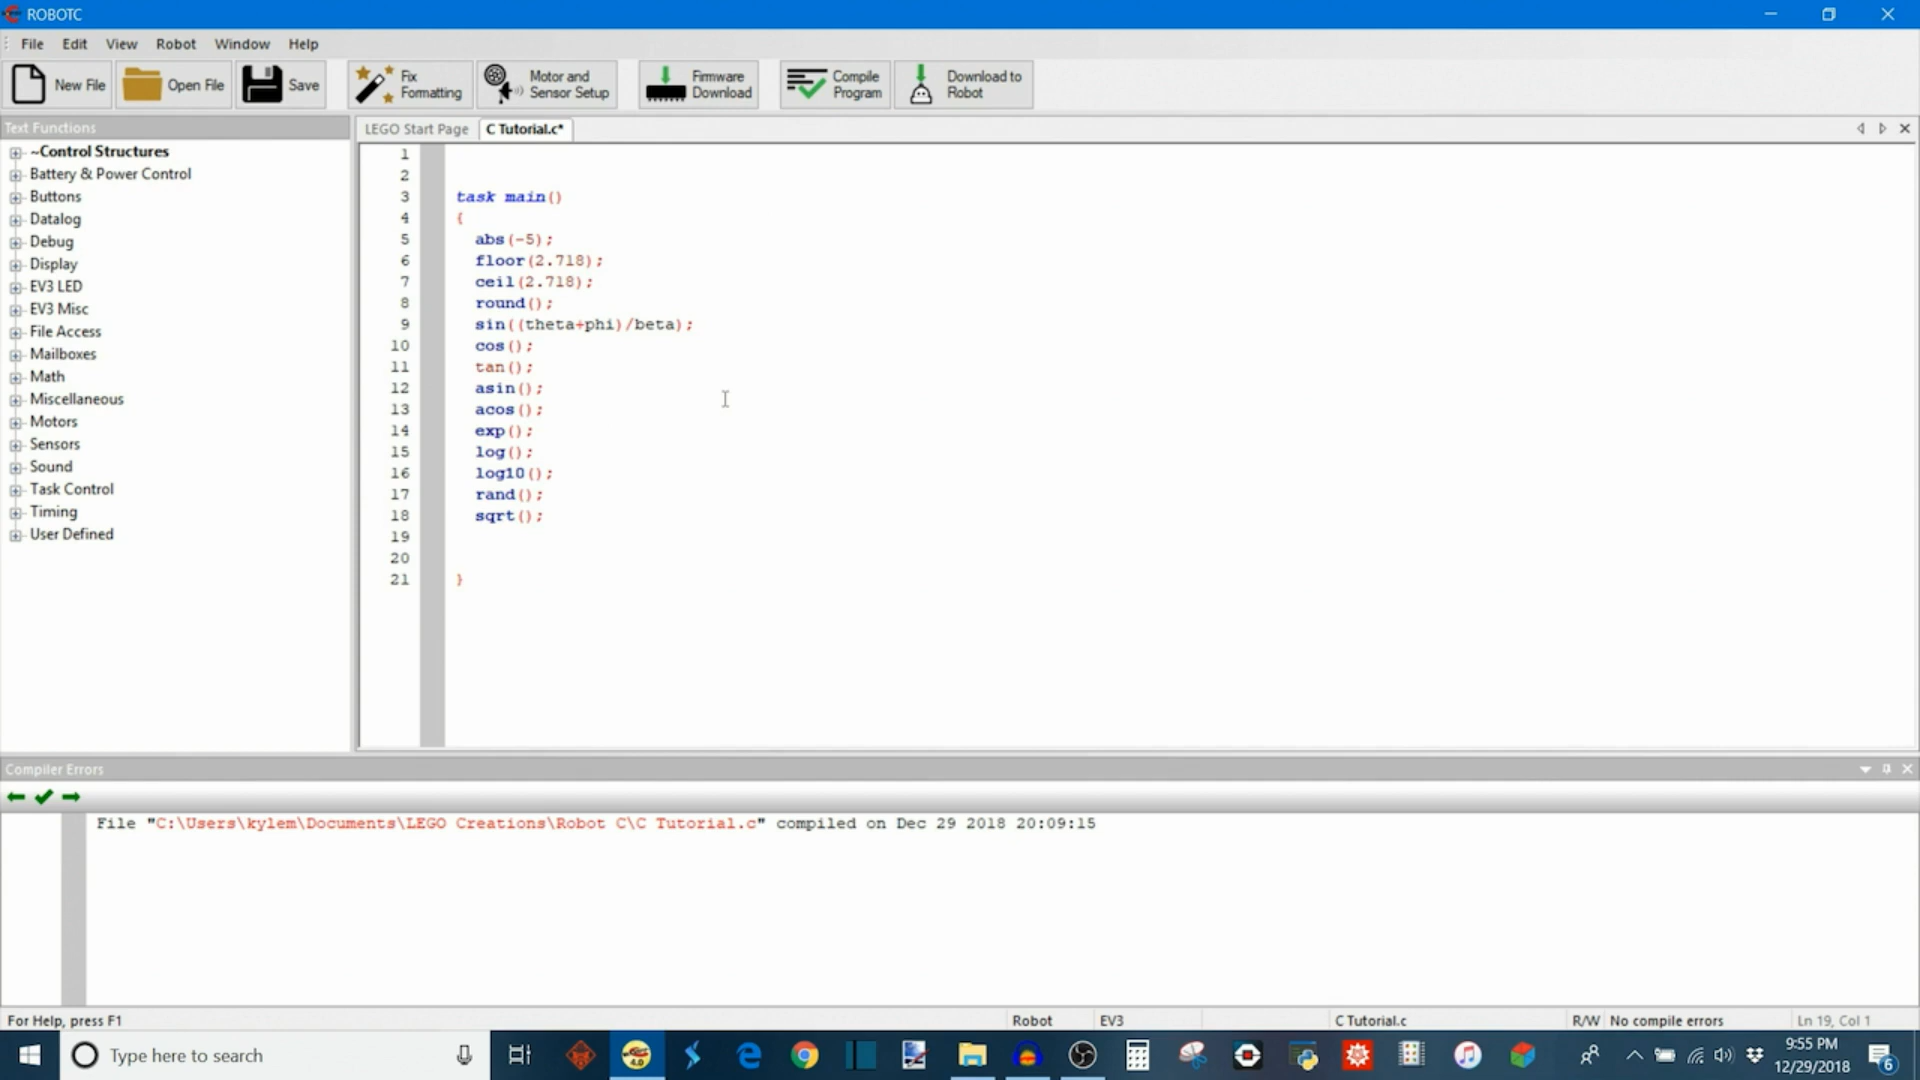 ROBOTC
File Edit View Robot Window Help
New File Open File Save Fix Formatting Motor and Sensor Setup Firmware Download Compile Program Download to Robot
Text Functions
~Control Structures
Battery & Power Control
Buttons
Datalog
Debug
Display
EV3 LED
EV3 Misc
File Access
Mailboxes
Math
Miscellaneous
Motors
Sensors
Sound
Task Control
Timing
User Defined
LEGO Start Page C Tutorial.c*
1
2
3 task main()
4 {
5 abs(-5);
6 floor(2.718);
7 ceil(2.718);
8 round();
9 sin((theta+phi)/beta);
10 cos();
11 tan();
12 asin();
13 acos();
14 exp();
15 log();
16 log10();
17 rand();
18 sqrt();
19
20
21 }
Compiler Errors
File "C:\Users\kylem\Documents\LEGO Creations\Robot C\C Tutorial.c" compiled on Dec 29 2018 20:09:15
For Help, press F1 Robot EV3 C Tutorial.c R/W No compile errors Ln 19, Col 1
Type here to search 4.0 9:55 PM
12/29/2018 6